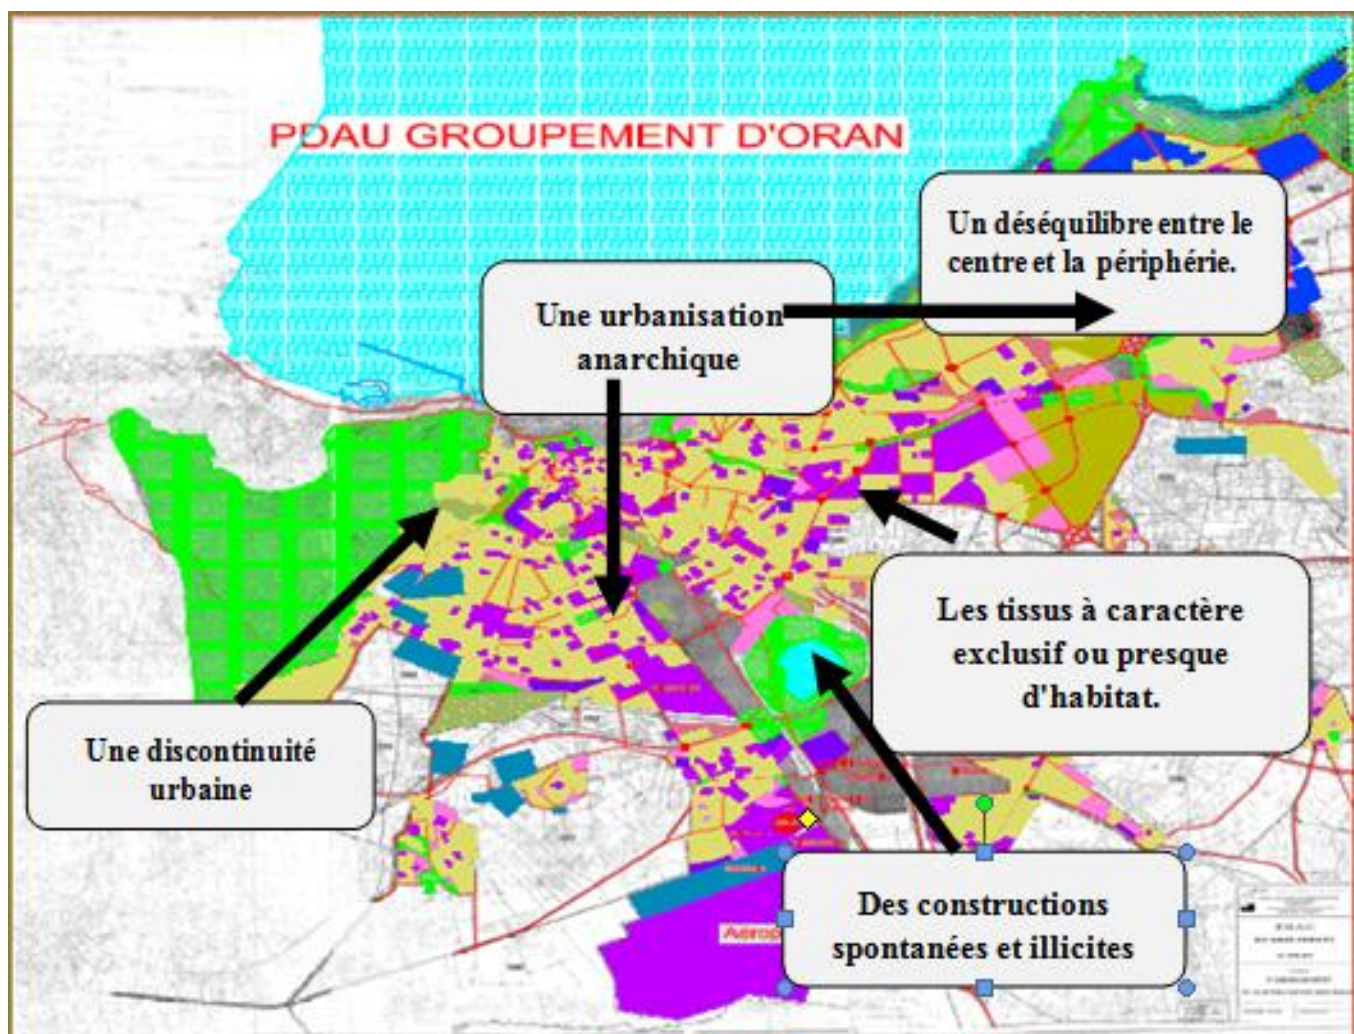 PDAU GROUPEMENT D'ORAN
Un déséquilibre entre le
centre et la périphérie.
Une urbanisation
anarchique
Les tissus à caractère
exclusif ou presque
d'habitat.
Une discontinuité
urbaine
Des constructions
spontanées et illicites